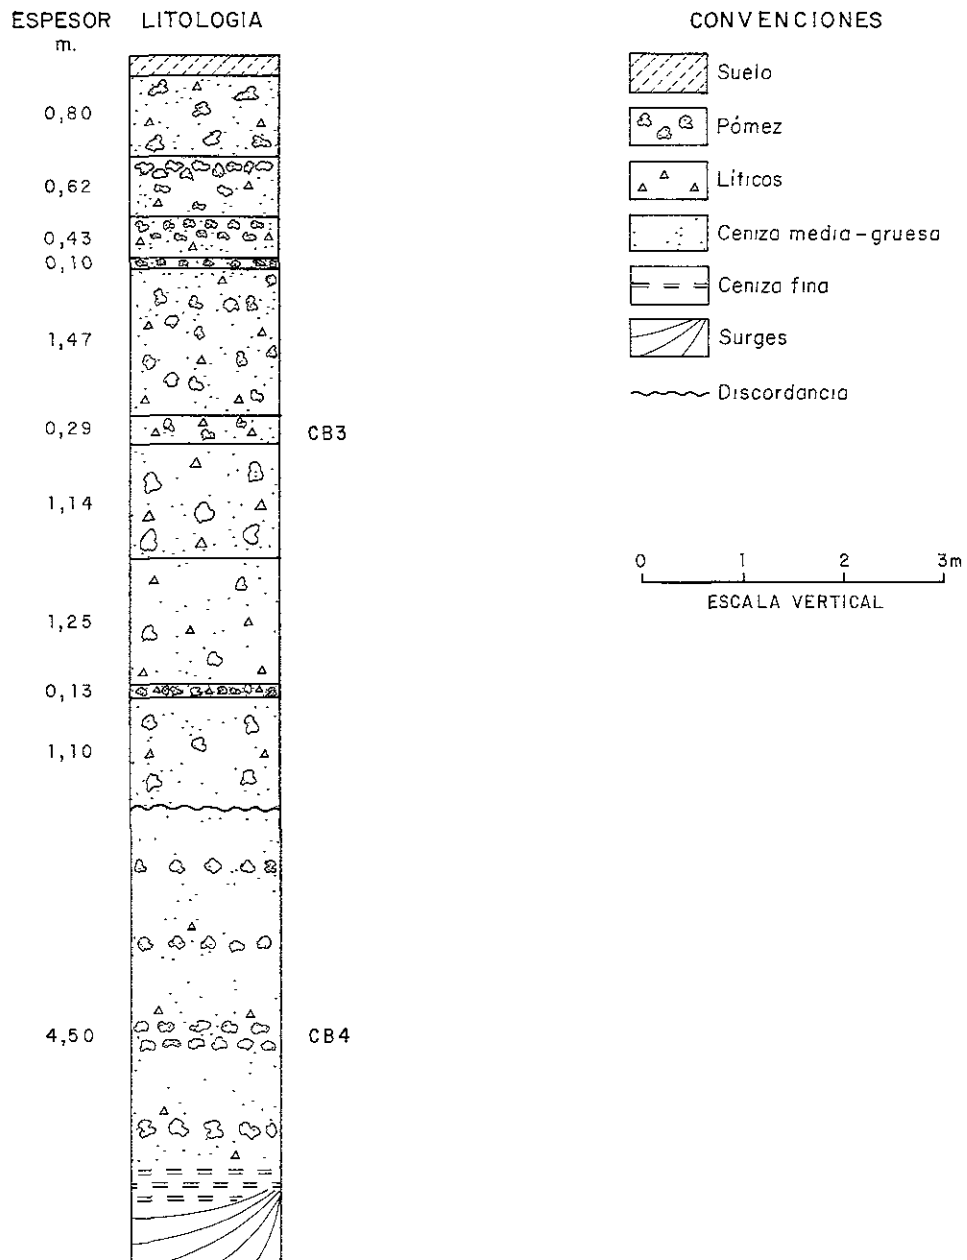 ESPESOR LITOLOGIA
m.
0,80
0,62
0,43
0,10
1,47
0,29 CB3
1,14
1,25
0,13
1,10
4,50 CB4
CONVENCIONES
Suelo
Pómez
Líticos
Ceniza media-gruesa
Ceniza fina
Surges
Discordancia
0 1 2 3m
ESCALA VERTICAL